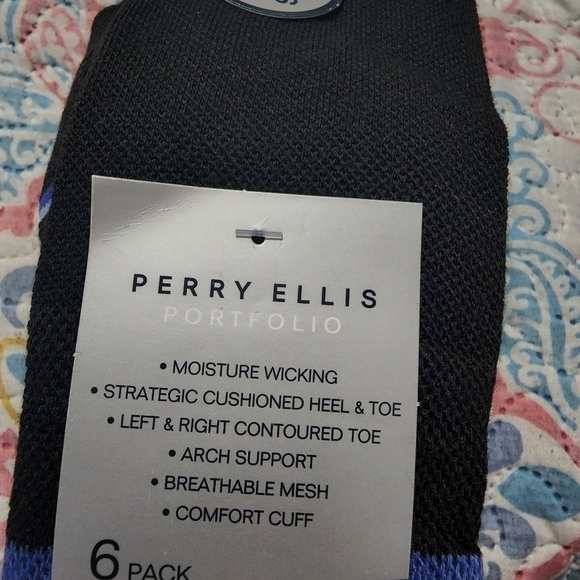 PERRY ELLIS
PORTFOLIO
• MOISTURE WICKING
• STRATEGIC CUSHIONED HEEL & TOE
• LEFT & RIGHT CONTOURED TOE
• ARCH SUPPORT
• BREATHABLE MESH
• COMFORT CUFF
6 PACK